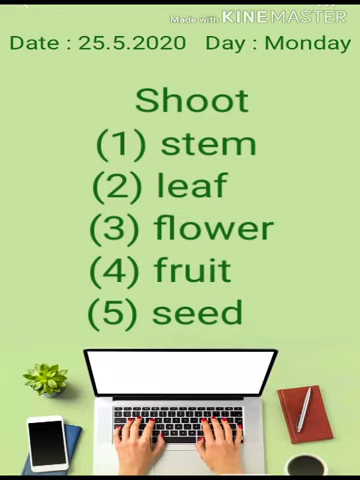 Made with KINEMASTER
Date : 25.5.2020 Day : Monday
Shoot
(1) stem
(2) leaf
(3) flower
(4) fruit
(5) seed